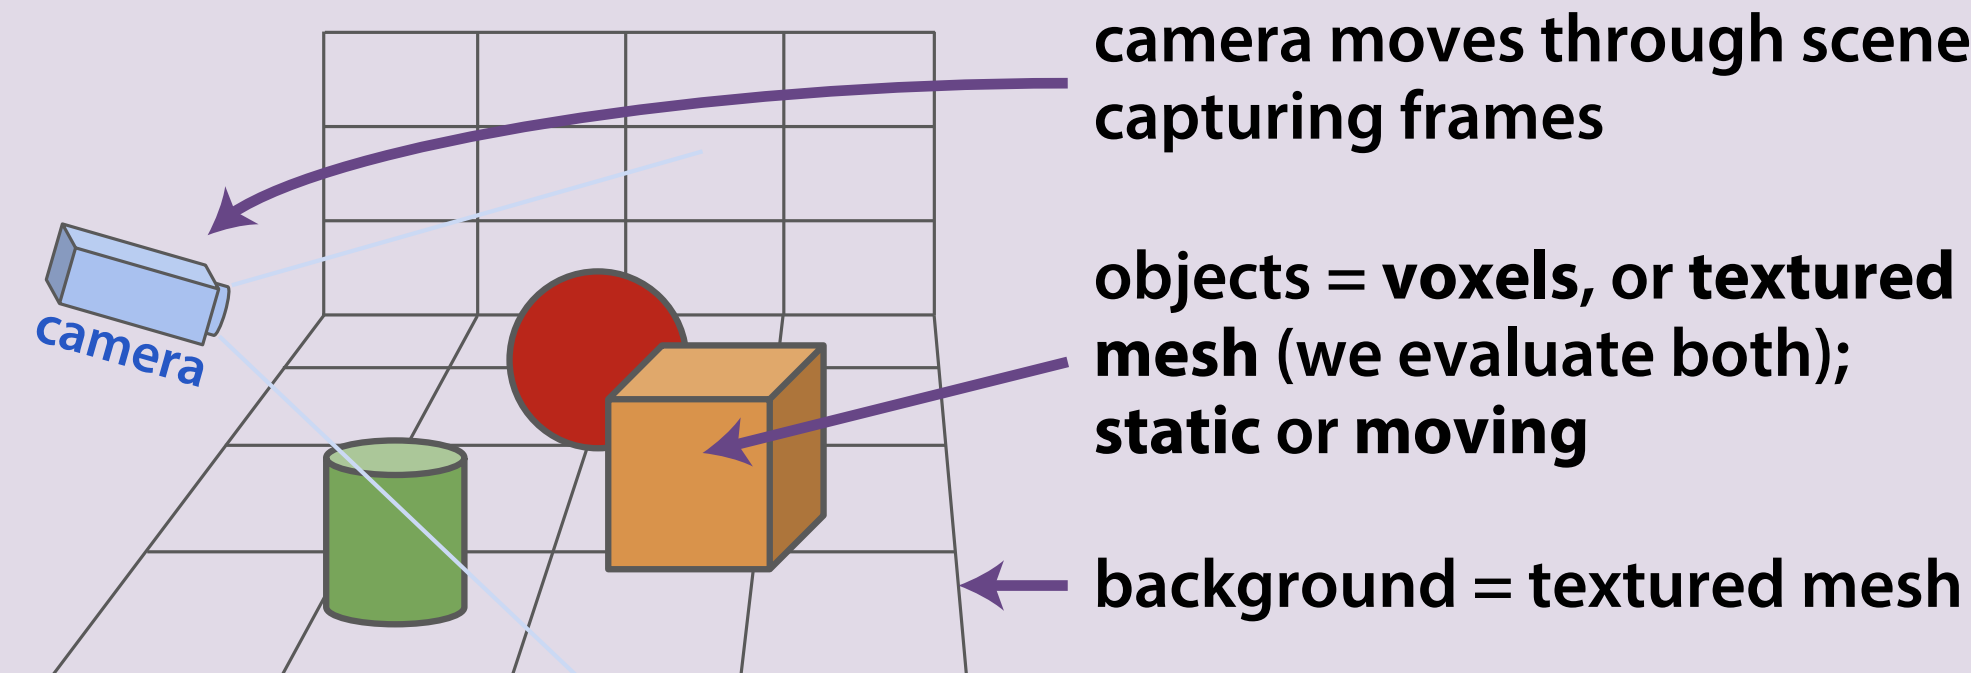 camera moves through scene
capturing frames
camera
objects = voxels, or textured
mesh (we evaluate both);
static or moving
background = textured mesh